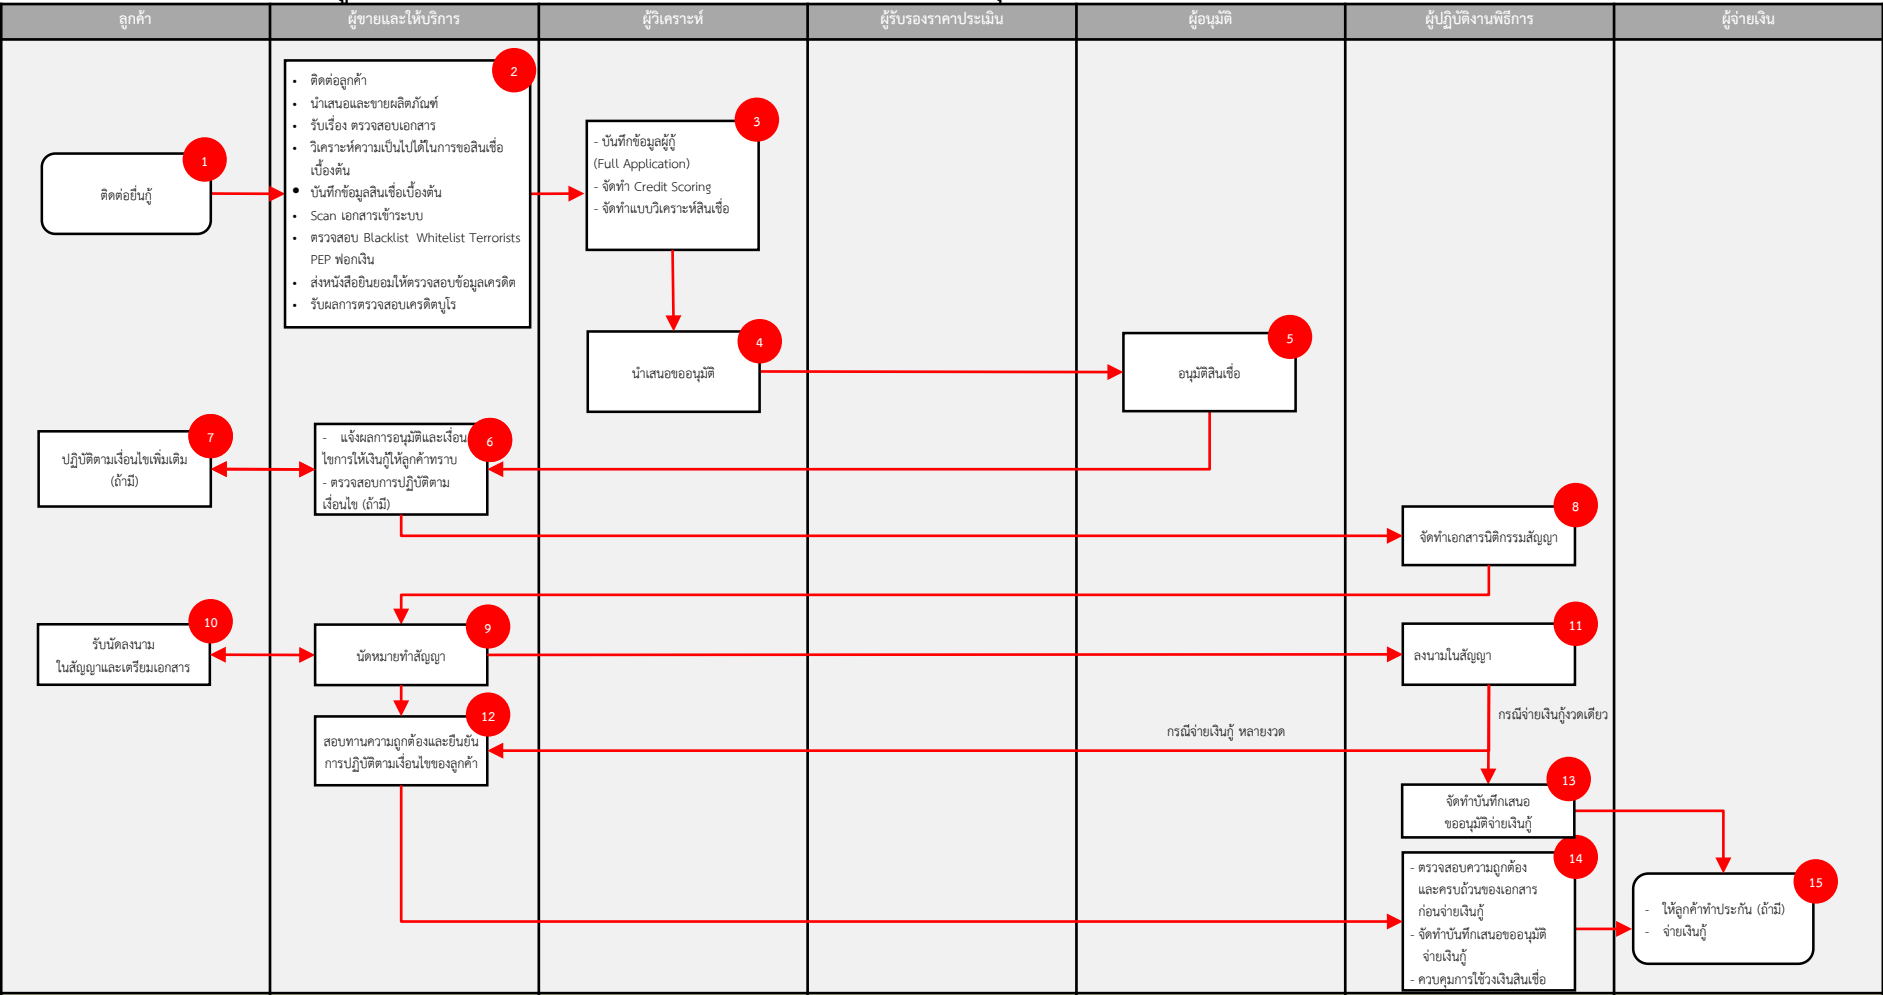 ลูกค้า
ผู้ขายและให้บริการ
ผู้วิเคราะห์
ผู้รับรองราคาประเมิน
ผู้อนุมัติ
ผู้ปฏิบัติงานพิธีการ
ผู้จ่ายเงิน
1
ติดต่อยื่นกู้
2
• ติดต่อลูกค้า
• นำเสนอและขายผลิตภัณฑ์
• รับเรื่อง ตรวจสอบเอกสาร
• วิเคราะห์ความเป็นไปได้ในการขอสินเชื่อ
เบื้องต้น
• บันทึกข้อมูลสินเชื่อเบื้องต้น
• Scan เอกสารเข้าระบบ
• ตรวจสอบ Blacklist Whitelist Terrorists
PEP ฟอกเงิน
• ส่งหนังสือยินยอมให้ตรวจสอบข้อมูลเครดิต
• รับผลการตรวจสอบเครดิตบูโร
3
- บันทึกข้อมูลผู้กู้
(Full Application)
- จัดทำ Credit Scoring
- จัดทำแบบวิเคราะห์สินเชื่อ
4
นำเสนอขออนุมัติ
5
อนุมัติสินเชื่อ
7
ปฏิบัติตามเงื่อนไขเพิ่มเติม
(ถ้ามี)
6
- แจ้งผลการอนุมัติและเงื่อน
ไขการให้เงินกู้ให้ลูกค้าทราบ
- ตรวจสอบการปฏิบัติตาม
เงื่อนไข (ถ้ามี)
8
จัดทำเอกสารนิติกรรมสัญญา
10
รับนัดลงนาม
ในสัญญาและเตรียมเอกสาร
9
นัดหมายทำสัญญา
11
ลงนามในสัญญา
12
สอบทานความถูกต้องและยืนยัน
การปฏิบัติตามเงื่อนไขของลูกค้า
กรณีจ่ายเงินกู้ หลายงวด
กรณีจ่ายเงินกู้งวดเดียว
13
จัดทำบันทึกเสนอ
ขออนุมัติจ่ายเงินกู้
14
- ตรวจสอบความถูกต้อง
และครบถ้วนของเอกสาร
ก่อนจ่ายเงินกู้
- จัดทำบันทึกเสนอขออนุมัติ
จ่ายเงินกู้
- ควบคุมการใช้วงเงินสินเชื่อ
15
- ให้ลูกค้าทำประกัน (ถ้ามี)
- จ่ายเงินกู้